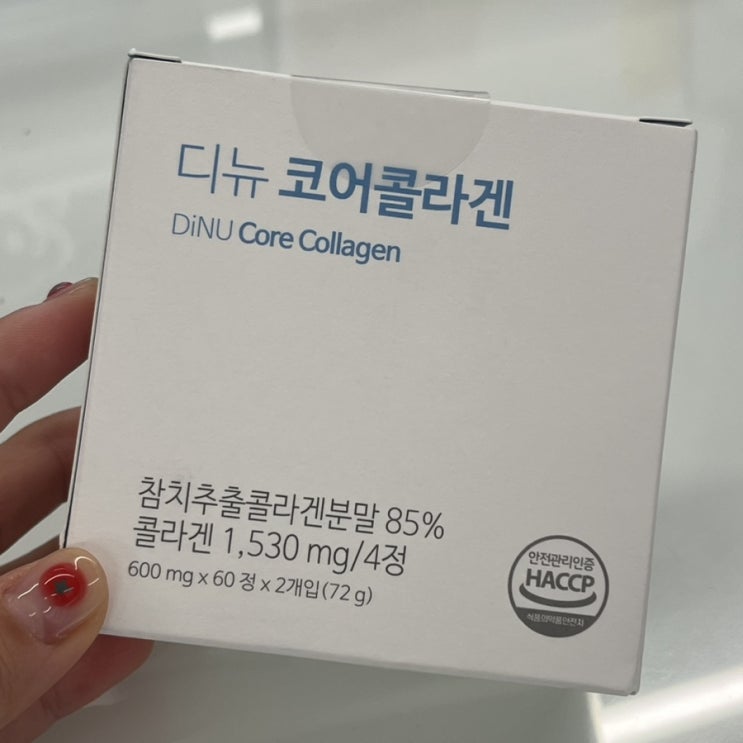 디뉴 코어콜라겐
DiNU Core Collagen
참치추출콜라겐분말 85%
콜라겐 1,530 mg/4정
600 mg x 60 정 x 2개입(72 g)
안전관리인증
HACCP
식품의약품안전처